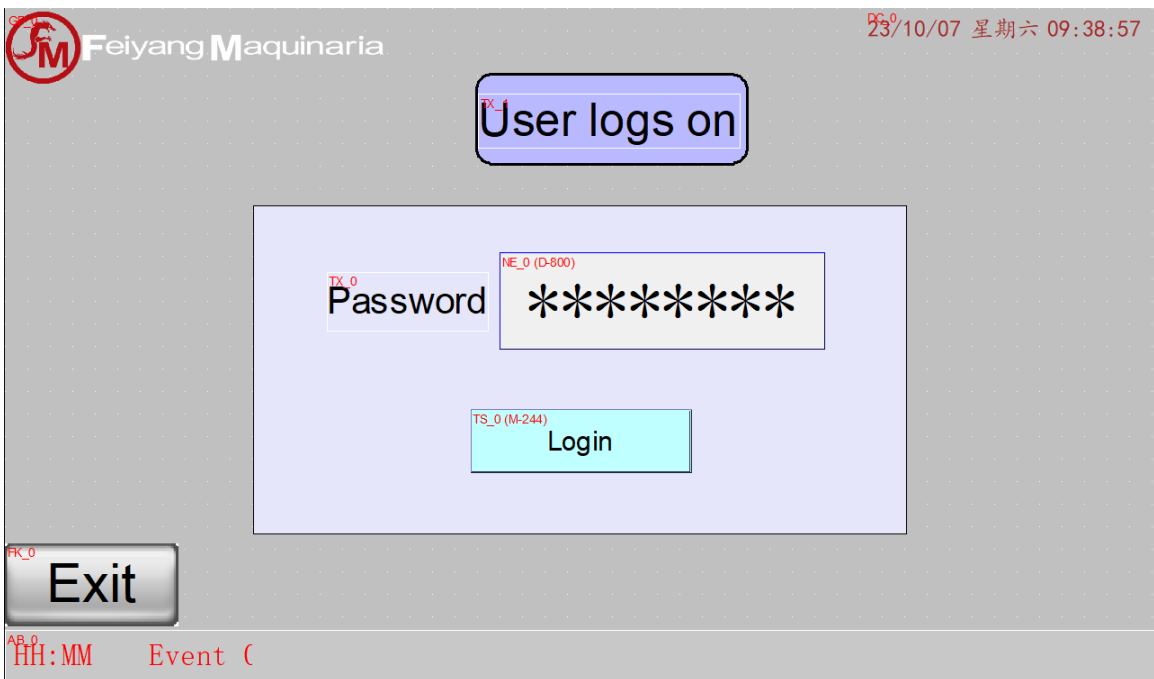 Feiyang Maquinaria
DC_0
23/10/07 星期六 09:38:57
TX_1
User logs on
TX_0
Password
NE_0 (D-800)
********
TS_0 (M-244)
Login
FK_0
Exit
AB_0
HH:MM Event (